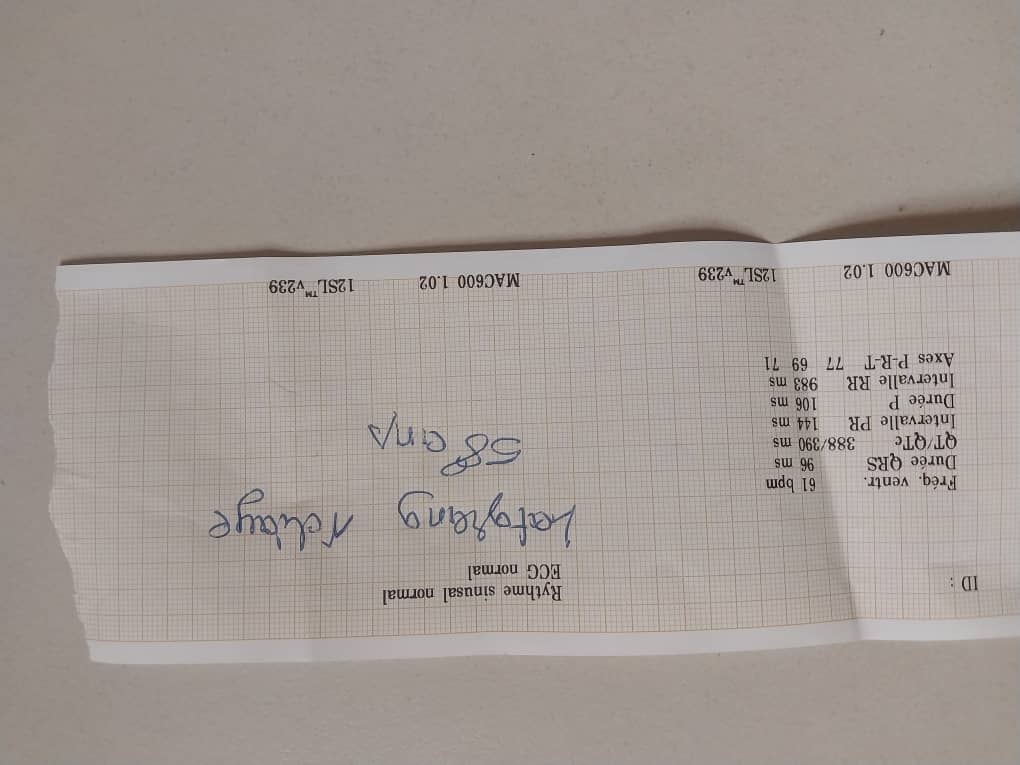 ID :
Fréq. ventr. 61 bpm
Durée QRS 96 ms
QT/QTc 388/390 ms
Intervalle PR 144 ms
Durée P 106 ms
Intervalle RR 983 ms
Axes P-R-T 77 69 71
MAC600 1.02 12SL™v239
Rythme sinusal normal
ECG normal
Ndiaye
58 ans
MAC600 1.02 12SL™v239